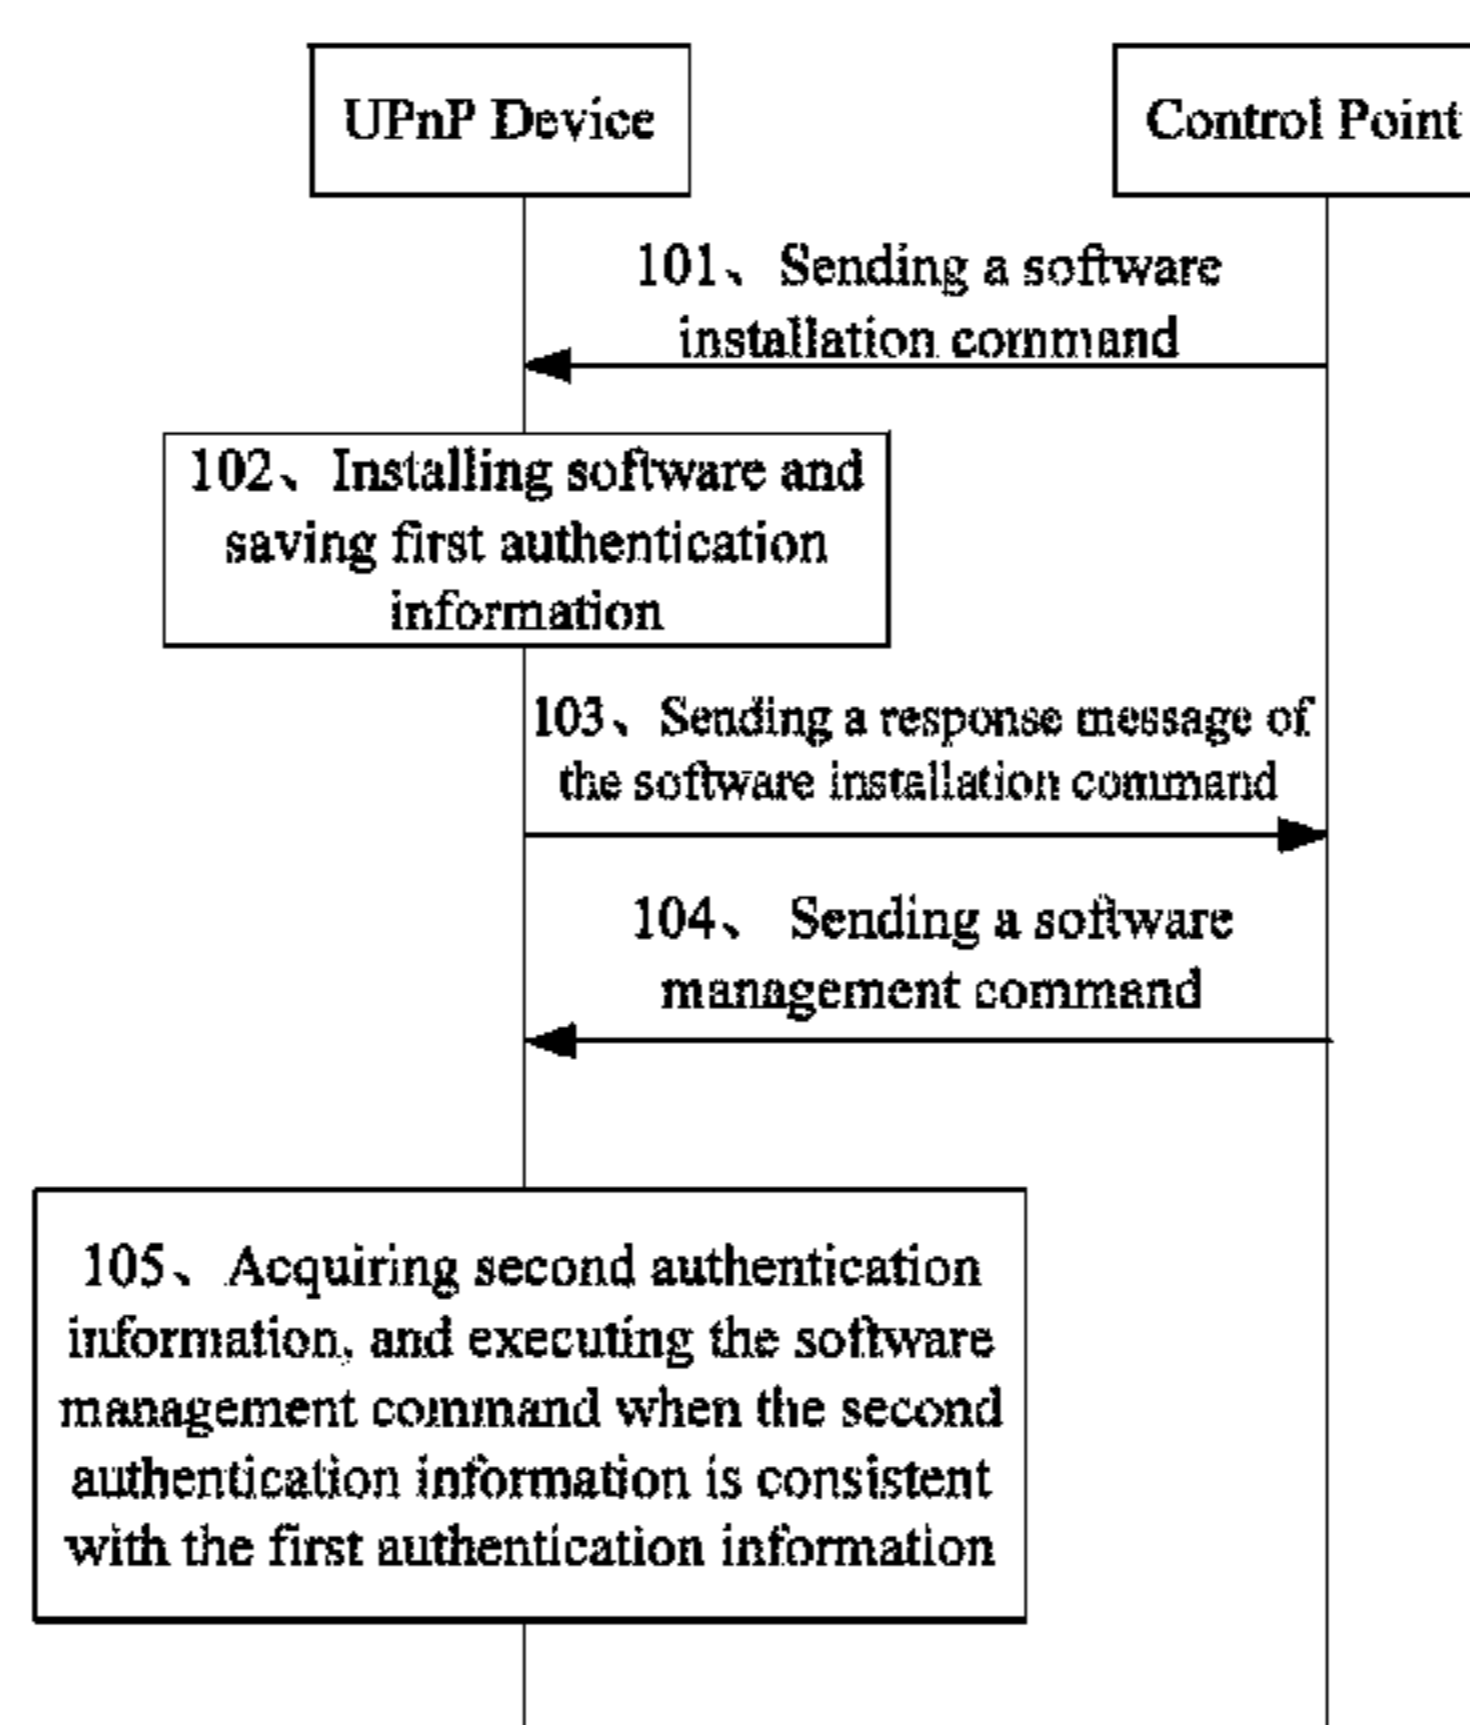 UPnP Device
Control Point
101、Sending a software
installation command
102、Installing software and
saving first authentication
information
103、Sending a response message of
the software installation command
104、 Sending a software
management command
105、Acquiring second authentication
information, and executing the software
management command when the second
authentication information is consistent
with the first authentication information